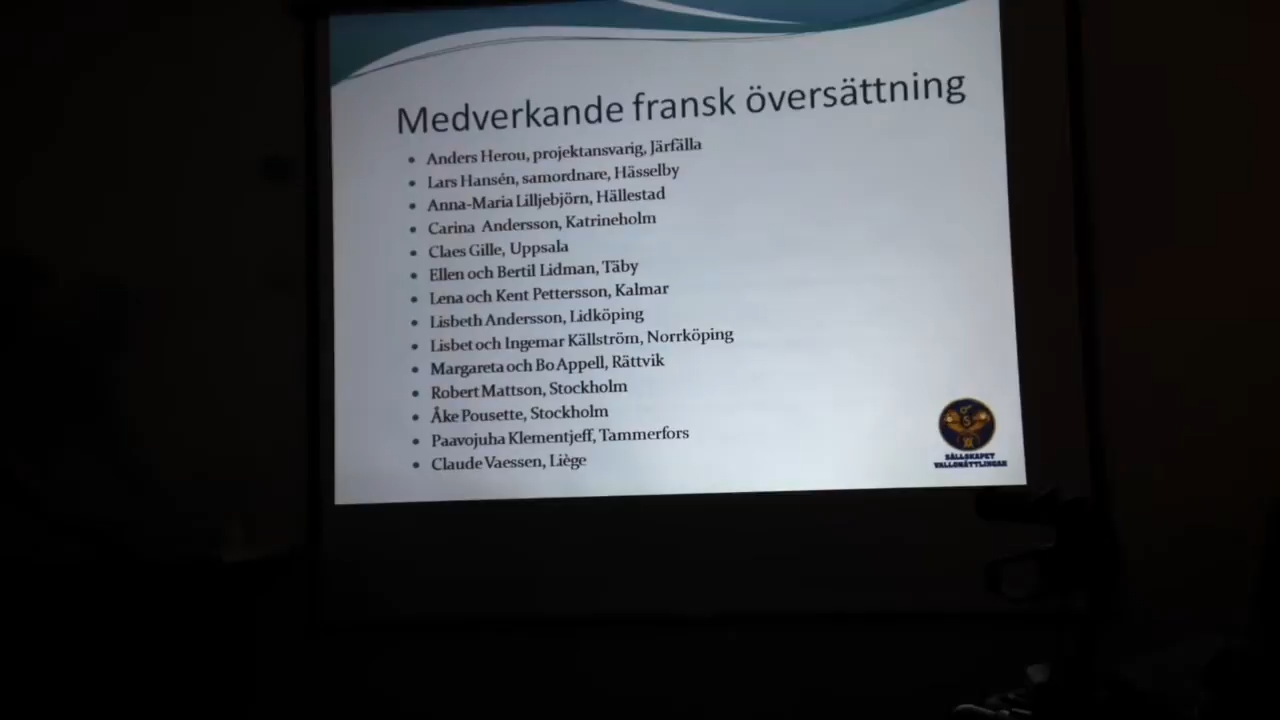 Medverkande fransk översättning
• Anders Herou, projektansvarig, Järfälla
• Lars Hansén, samordnare, Hässelby
• Anna-Maria Lilljebjörn, Hällestad
• Carina Andersson, Katrineholm
• Claes Gille, Uppsala
• Ellen och Bertil Lidman, Täby
• Lena och Kent Pettersson, Kalmar
• Lisbeth Andersson, Lidköping
• Lisbet och Ingemar Källström, Norrköping
• Margareta och Bo Appell, Rättvik
• Robert Mattson, Stockholm
• Åke Pousette, Stockholm
• Paavojuha Klementjeff, Tammerfors
• Claude Vaessen, Liège
SÄLLSKAPET
VALLONÄTTLINGAR